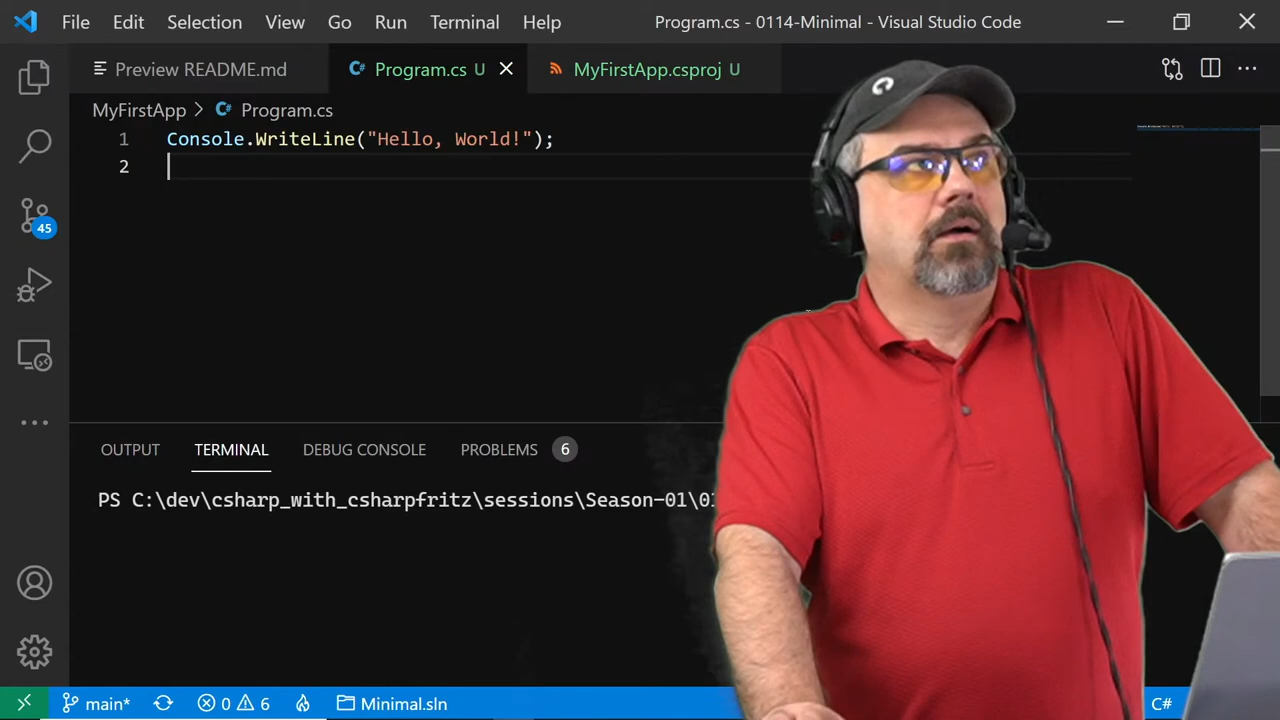 File Edit Selection View Go Run Terminal Help Program.cs - 0114-Minimal - Visual Studio Code
Preview README.md Program.cs U MyFirstApp.csproj U
MyFirstApp > Program.cs
1 Console.WriteLine("Hello, World!");
2
45
OUTPUT TERMINAL DEBUG CONSOLE PROBLEMS 6
PS C:\dev\csharp_with_csharpfritz\sessions\Season-01\01
main* 0 6 Minimal.sln C#